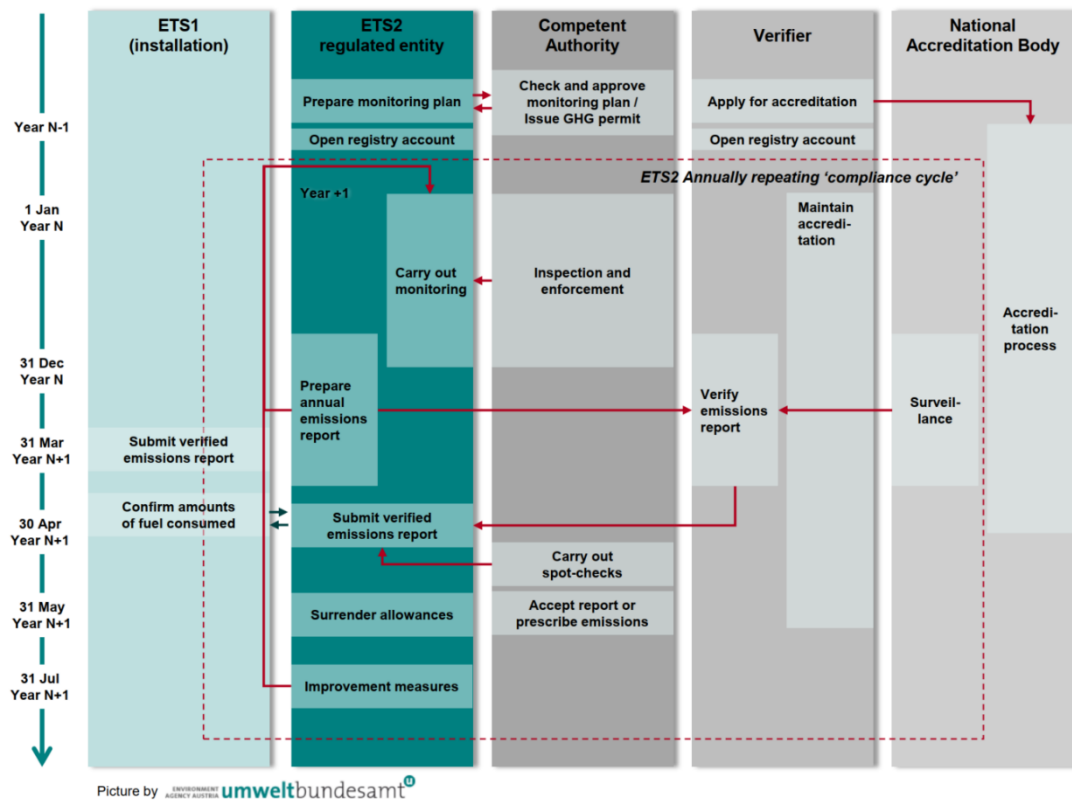 ETS1
(installation)
ETS2
regulated entity
Competent
Authority
Verifier
National
Accreditation Body
Year N-1
1 Jan
Year N
31 Dec
Year N
31 Mar
Year N+1
30 Apr
Year N+1
31 May
Year N+1
31 Jul
Year N+1
Prepare monitoring plan
Check and approve
monitoring plan /
Issue GHG permit
Apply for accreditation
Open registry account
Open registry account
ETS2 Annually repeating ‘compliance cycle’
Year +1
Maintain
accredi-
tation
Carry out
monitoring
Inspection and
enforcement
Accredi-
tation
process
Prepare
annual
emissions
report
Verify
emissions
report
Surveil-
lance
Submit verified
emissions report
Confirm amounts
of fuel consumed
Submit verified
emissions report
Carry out
spot-checks
Surrender allowances
Accept report or
prescribe emissions
Improvement measures
Picture by
ENVIRONMENT
AGENCY AUSTRIA
umweltbundesamt
u